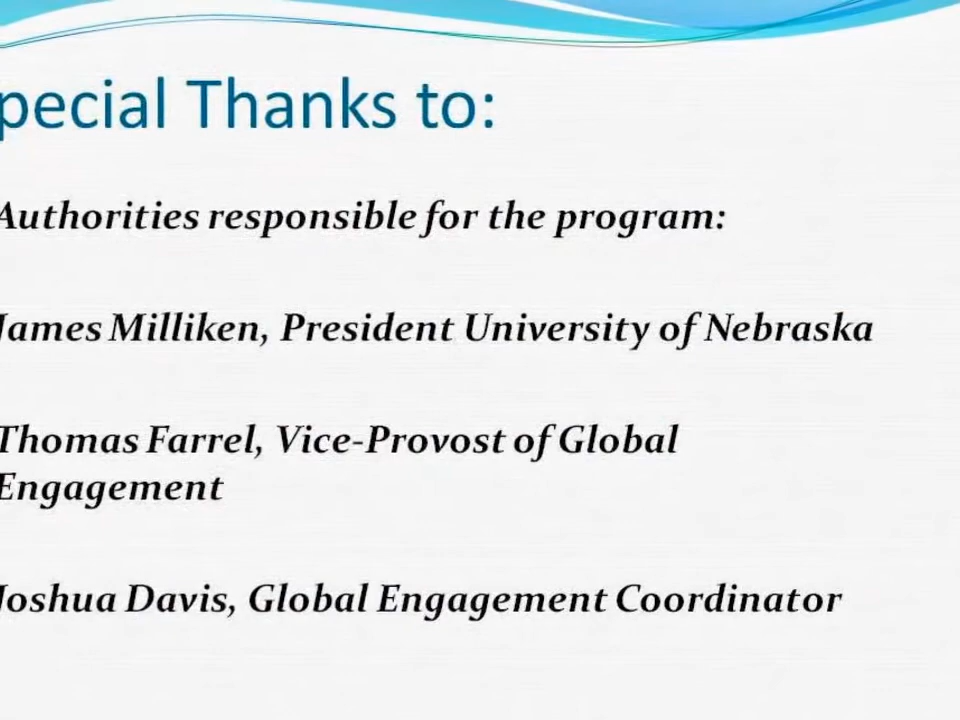 pecial Thanks to:
Authorities responsible for the program:
James Milliken, President University of Nebraska
Thomas Farrel, Vice-Provost of Global
Engagement
Joshua Davis, Global Engagement Coordinator